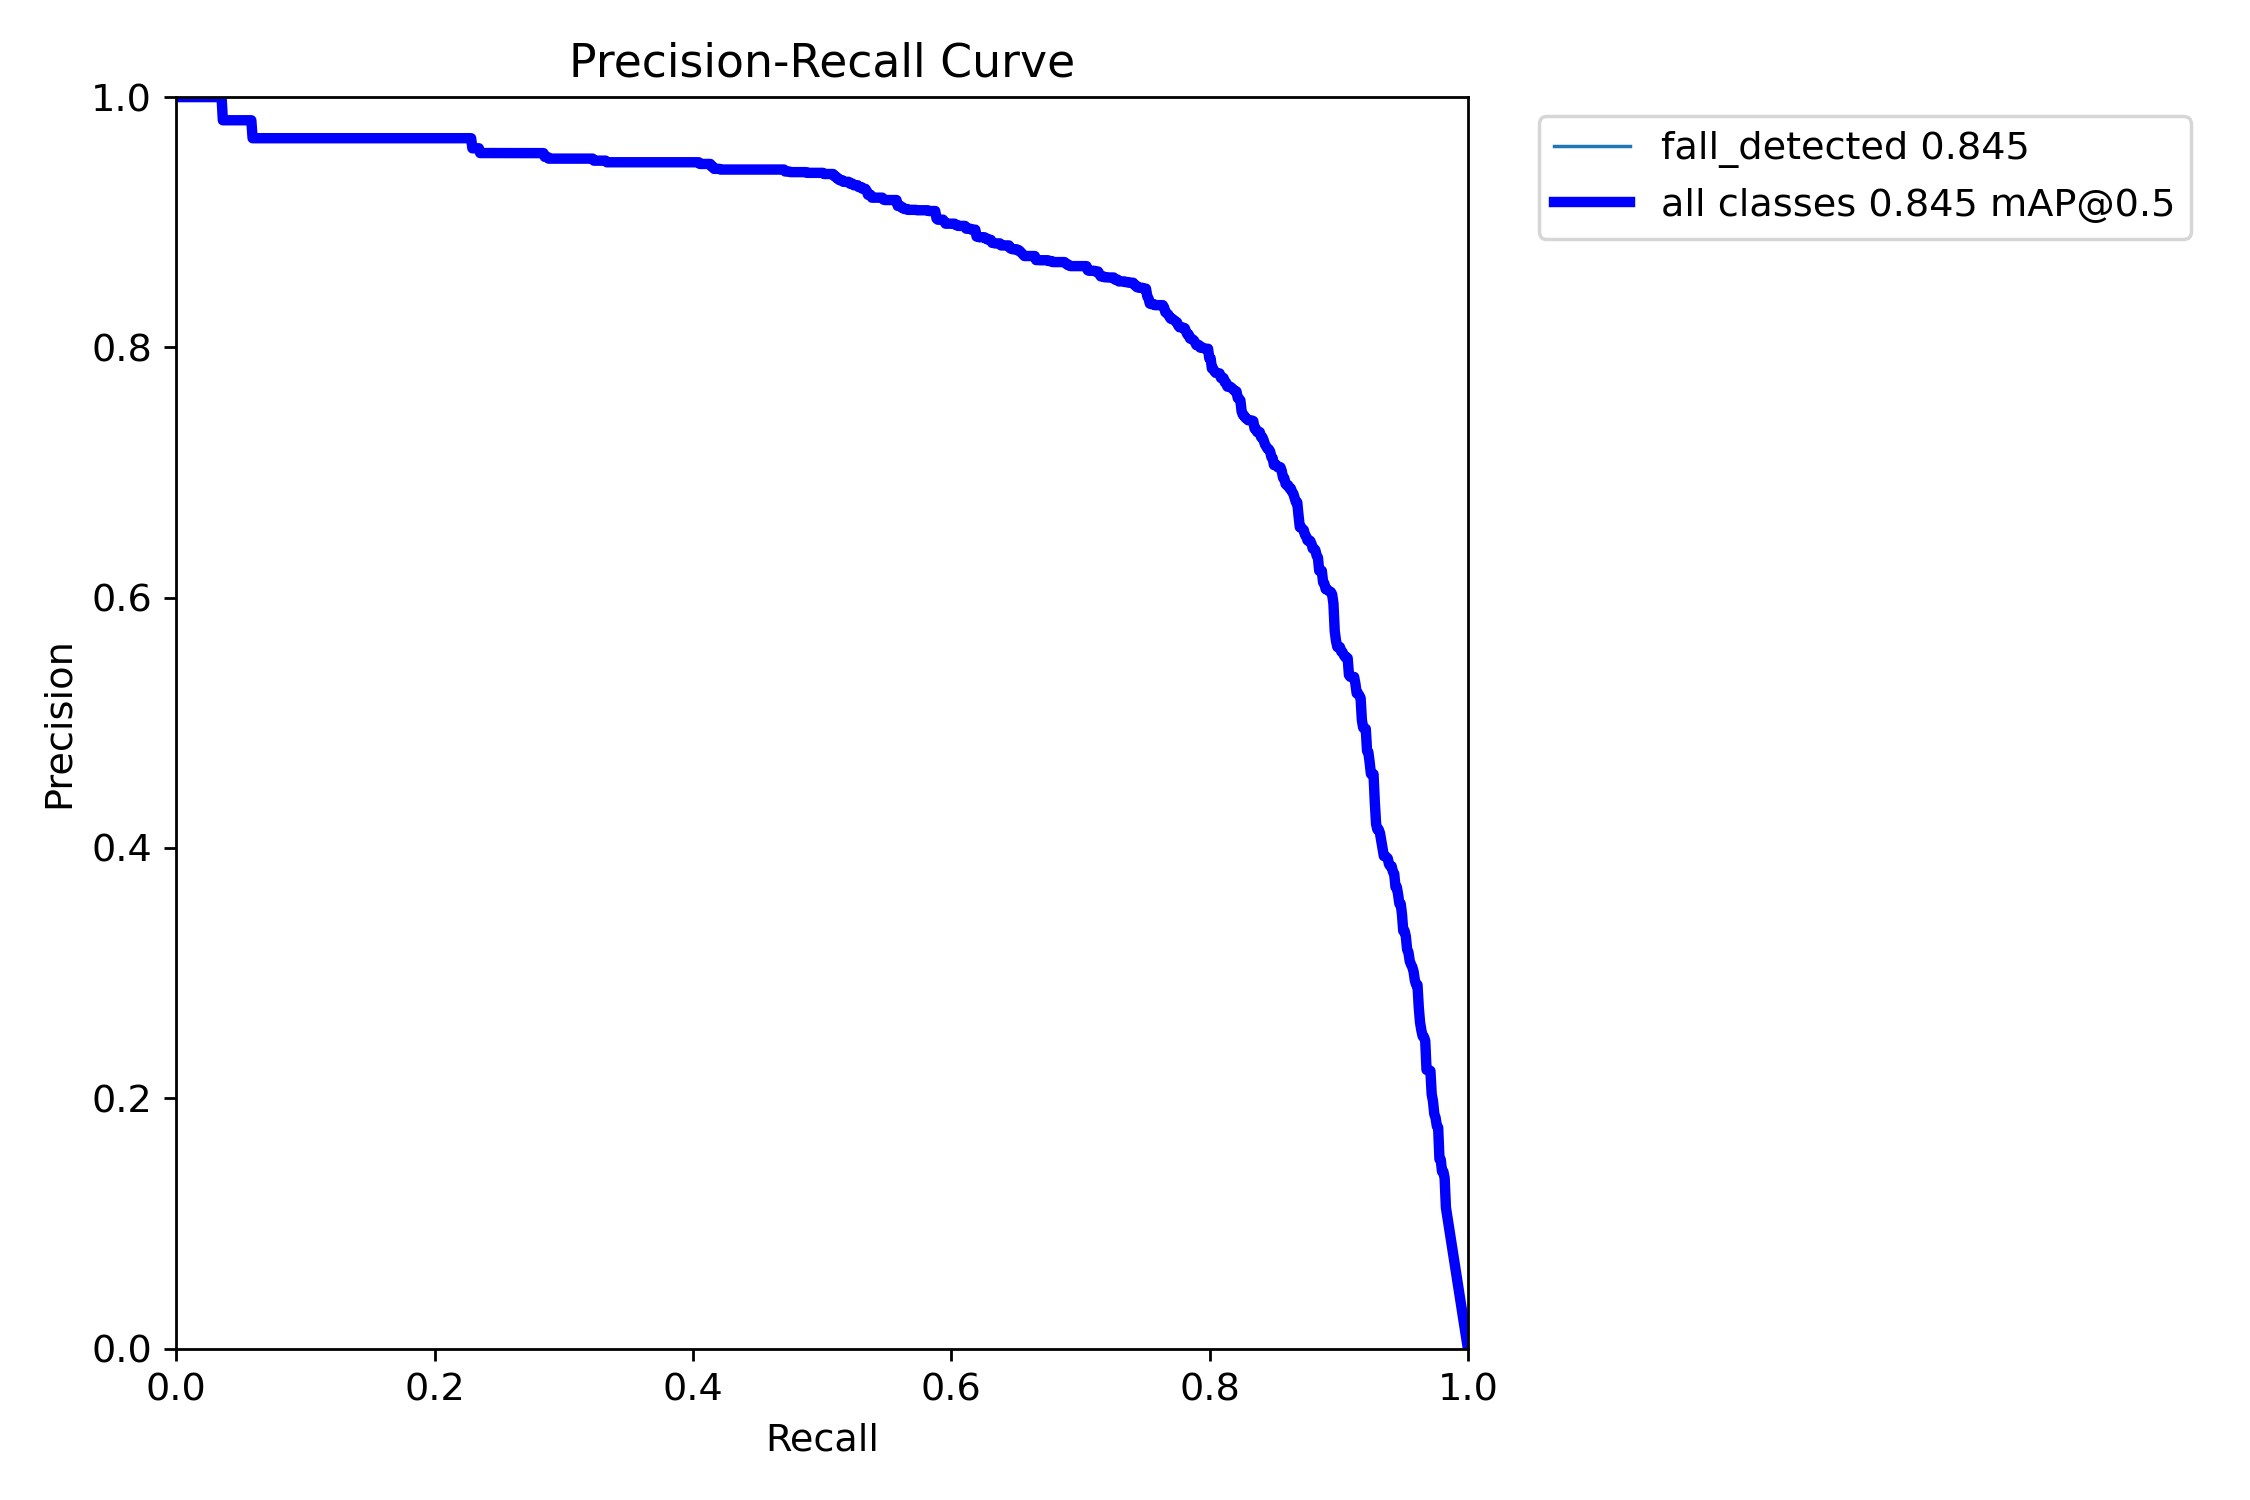 Precision-Recall Curve
1.0
0.8
0.6
0.4
0.2
0.0
Precision
0.0 0.2 0.4 0.6 0.8 1.0
Recall
fall_detected 0.845
all classes 0.845 mAP@0.5